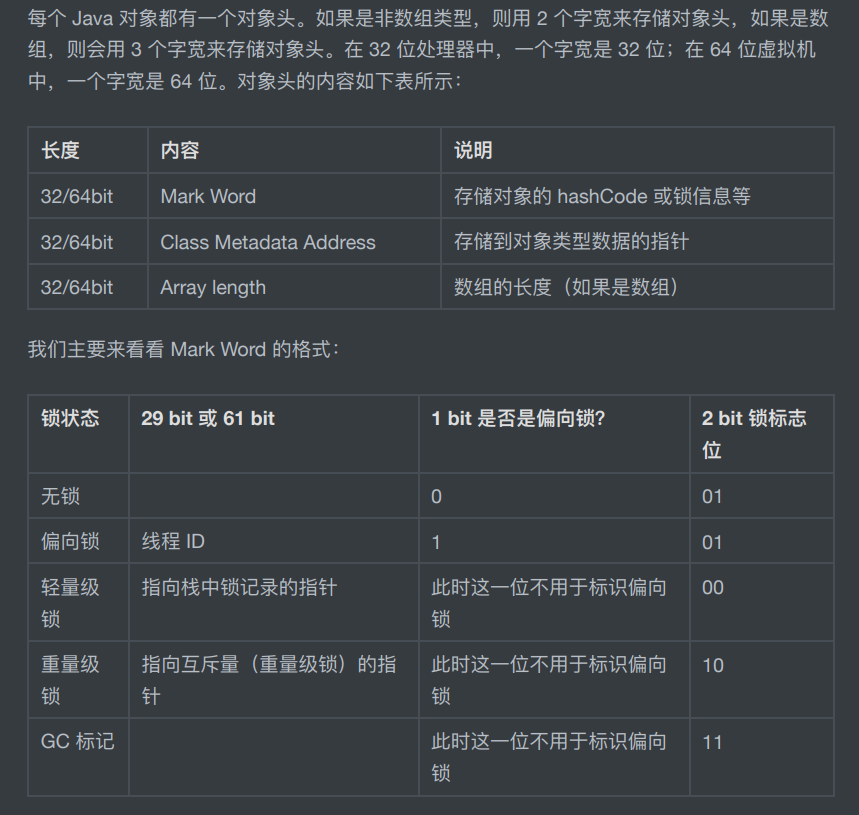 每个 Java 对象都有一个对象头。如果是非数组类型，则用 2 个字宽来存储对象头，如果是数
组，则会用 3 个字宽来存储对象头。在 32 位处理器中，一个字宽是 32 位；在 64 位虚拟机
中，一个字宽是 64 位。对象头的内容如下表所示：
长度 内容 说明
32/64bit Mark Word 存储对象的 hashCode 或锁信息等
32/64bit Class Metadata Address 存储到对象类型数据的指针
32/64bit Array length 数组的长度（如果是数组）
我们主要来看看 Mark Word 的格式：
锁状态 29 bit 或 61 bit 1 bit 是否是偏向锁？ 2 bit 锁标志
位
无锁 0 01
偏向锁 线程 ID 1 01
轻量级 指向栈中锁记录的指针 此时这一位不用于标识偏向 00
锁 锁
重量级 指向互斥量（重量级锁）的指 此时这一位不用于标识偏向 10
锁 针 锁
GC 标记 此时这一位不用于标识偏向 11
锁